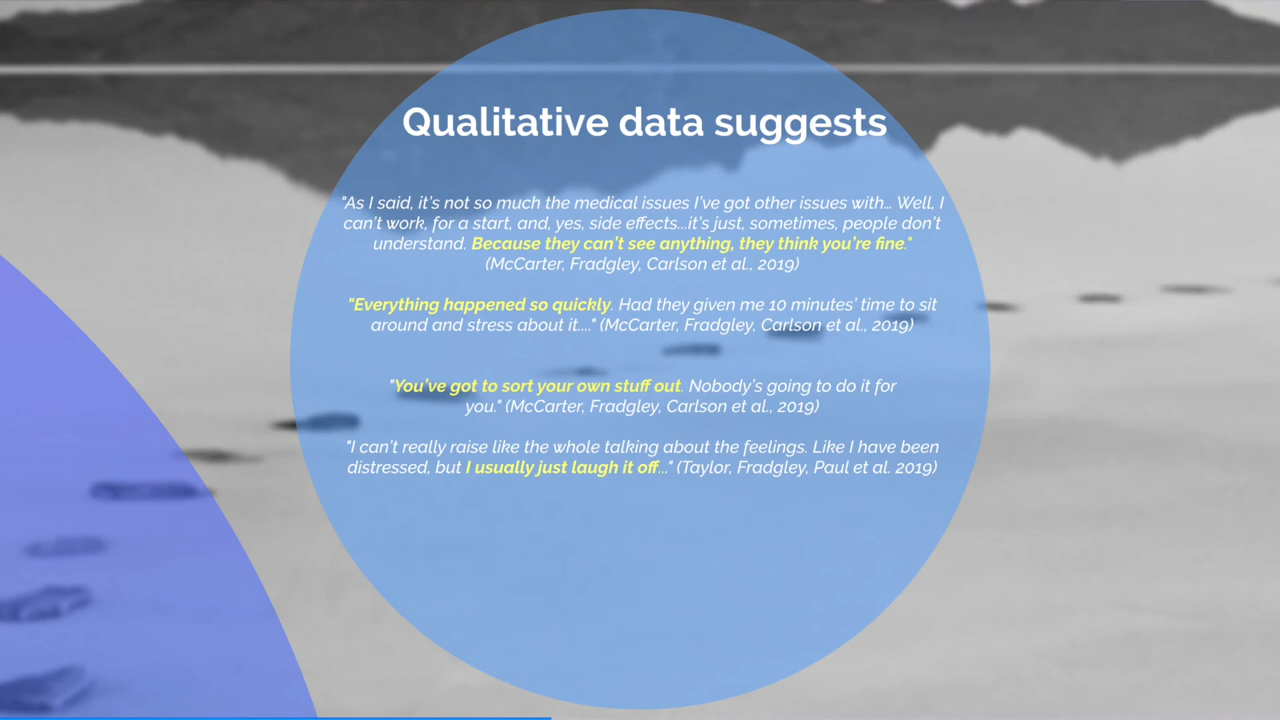 Qualitative data suggests
"As I said, it's not so much the medical issues I've got other issues with... Well, I
can't work, for a start, and, yes, side effects...it's just, sometimes, people don't
understand. Because they can't see anything, they think you're fine."
(McCarter, Fradgley, Carlson et al., 2019)
"Everything happened so quickly. Had they given me 10 minutes' time to sit
around and stress about it...." (McCarter, Fradgley, Carlson et al., 2019)
"You've got to sort your own stuff out. Nobody's going to do it for
you." (McCarter, Fradgley, Carlson et al., 2019)
"I can't really raise like the whole talking about the feelings. Like I have been
distressed, but I usually just laugh it off..." (Taylor, Fradgley, Paul et al. 2019)